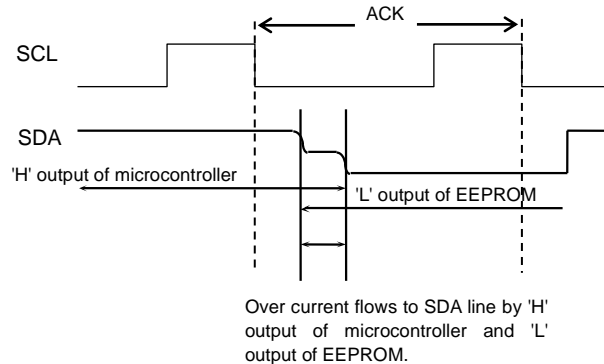 ACK
SCL
SDA
'H' output of microcontroller
'L' output of EEPROM
Over current flows to SDA line by 'H'
output of microcontroller and 'L'
output of EEPROM.